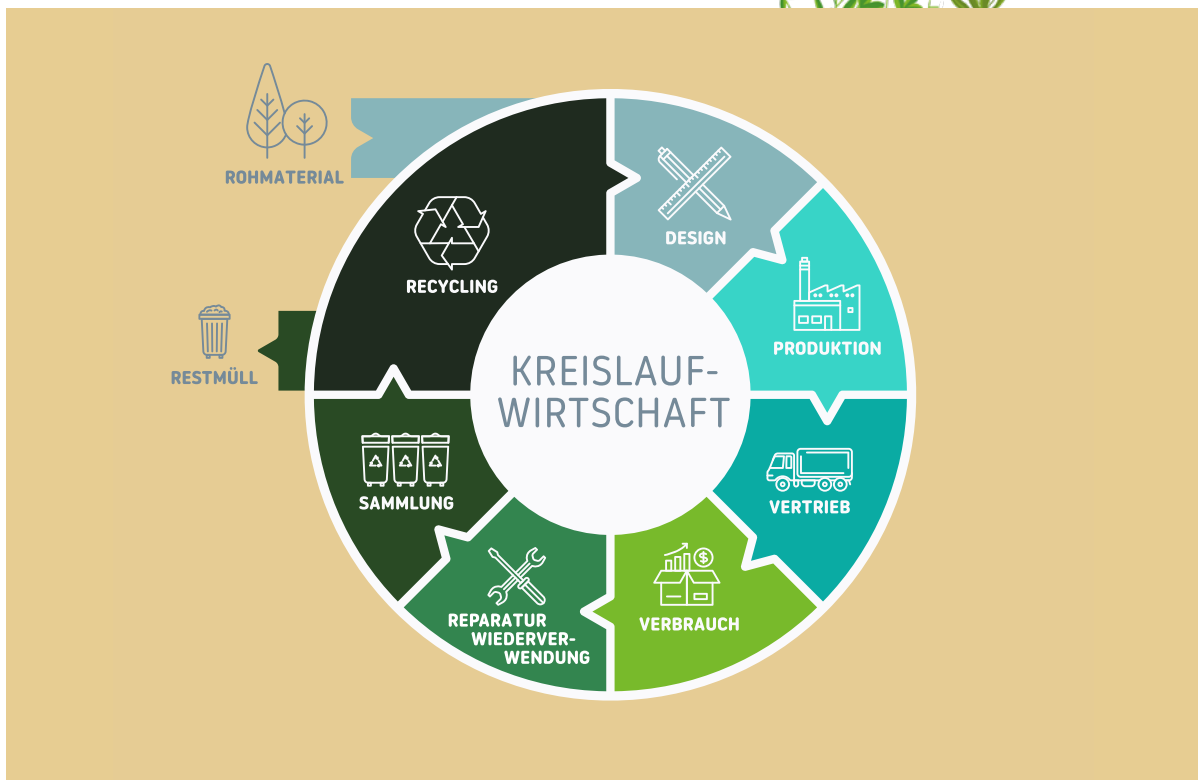 ROHMATERIAL
RESTMÜLL
RECYCLING
DESIGN
PRODUKTION
VERTRIEB
VERBRAUCH
REPARATUR
WIEDERVER-
WENDUNG
SAMMLUNG
KREISLAUF-
WIRTSCHAFT
$